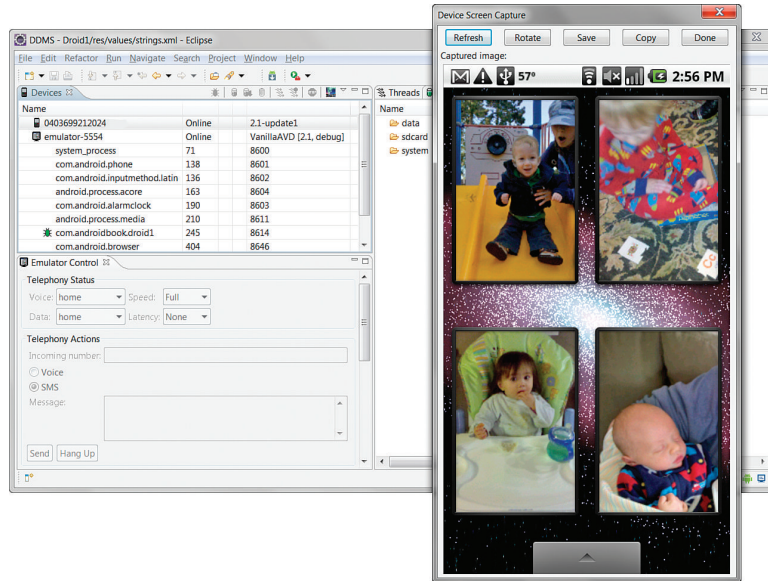 DDMS - Droid1/res/values/strings.xml - Eclipse
File Edit Refactor Run Navigate Search Project Window Help
Devices
Name
0403699212024 Online 2.1-update1
emulator-5554 Online VanillaAVD [2.1, debug]
system_process 71 8600
com.android.phone 138 8601
com.android.inputmethod.latin 136 8602
android.process.acore 163 8604
com.android.alarmclock 190 8603
android.process.media 210 8611
com.androidbook.droid1 245 8614
com.android.browser 404 8646
Emulator Control
Telephony Status
Voice: home Speed: Full
Data: home Latency: None
Telephony Actions
Incoming number:
Voice
SMS
Message:
Send Hang Up
Threads
Name
data
sdcard
system
Device Screen Capture
Refresh Rotate Save Copy Done
Captured image:
57° 2:56 PM
Cc